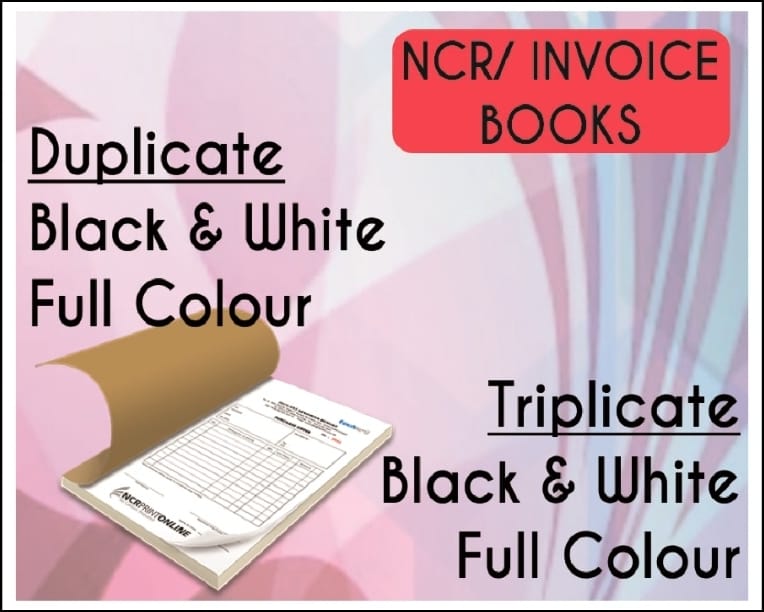 NCR/ INVOICE
BOOKS
Duplicate
Black & White
Full Colour
Triplicate
Black & White
Full Colour
NCRPRINTONLINE